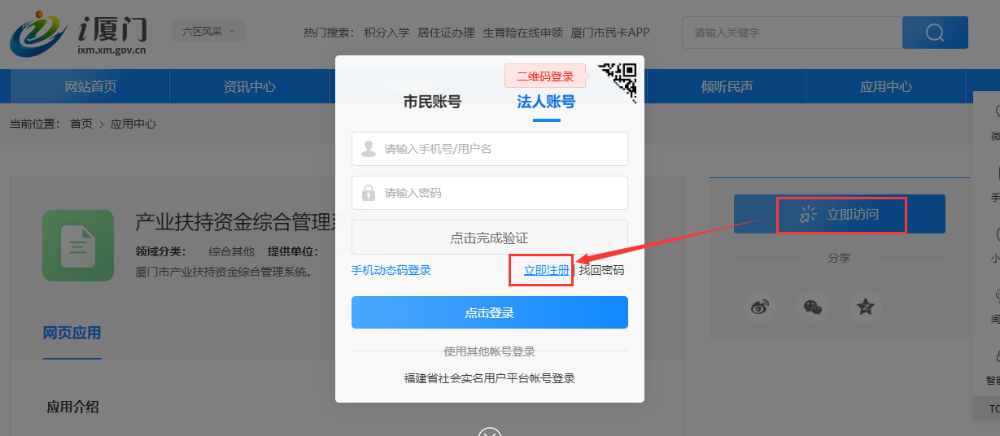 i厦门
ixm.xm.gov.cn
六区风采
热门搜索： 积分入学 居住证办理 生育险在线申领 厦门市民卡APP
请输入关键字
网站首页
资讯中心
倾听民声
应用中心
当前位置： 首页 > 应用中心
二维码登录
市民账号
法人账号
请输入手机号/用户名
请输入密码
点击完成验证
手机动态码登录
立即注册
找回密码
点击登录
使用其他帐号登录
福建省社会实名用户平台帐号登录
产业扶持资金综合管理系
领域分类： 综合其他 提供单位：
厦门市产业扶持资金综合管理系统。
网页应用
应用介绍
立即访问
分享
微
手
小
闽
智能
TO